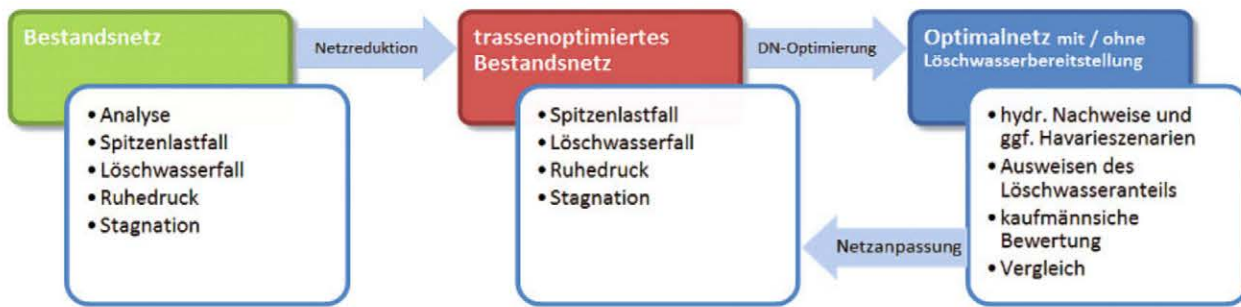 Bestandsnetz
• Analyse
• Spitzenlastfall
• Löschwasserfall
• Ruhedruck
• Stagnation
Netzreduktion
trassenoptimiertes
Bestandsnetz
• Spitzenlastfall
• Löschwasserfall
• Ruhedruck
• Stagnation
DN-Optimierung
Optimalnetz mit / ohne
Löschwasserbereitstellung
• hydr. Nachweise und
ggf. Havarieszenarien
• Ausweisen des
Löschwasseranteils
• kaufmännsiche
Bewertung
• Vergleich
Netzanpassung